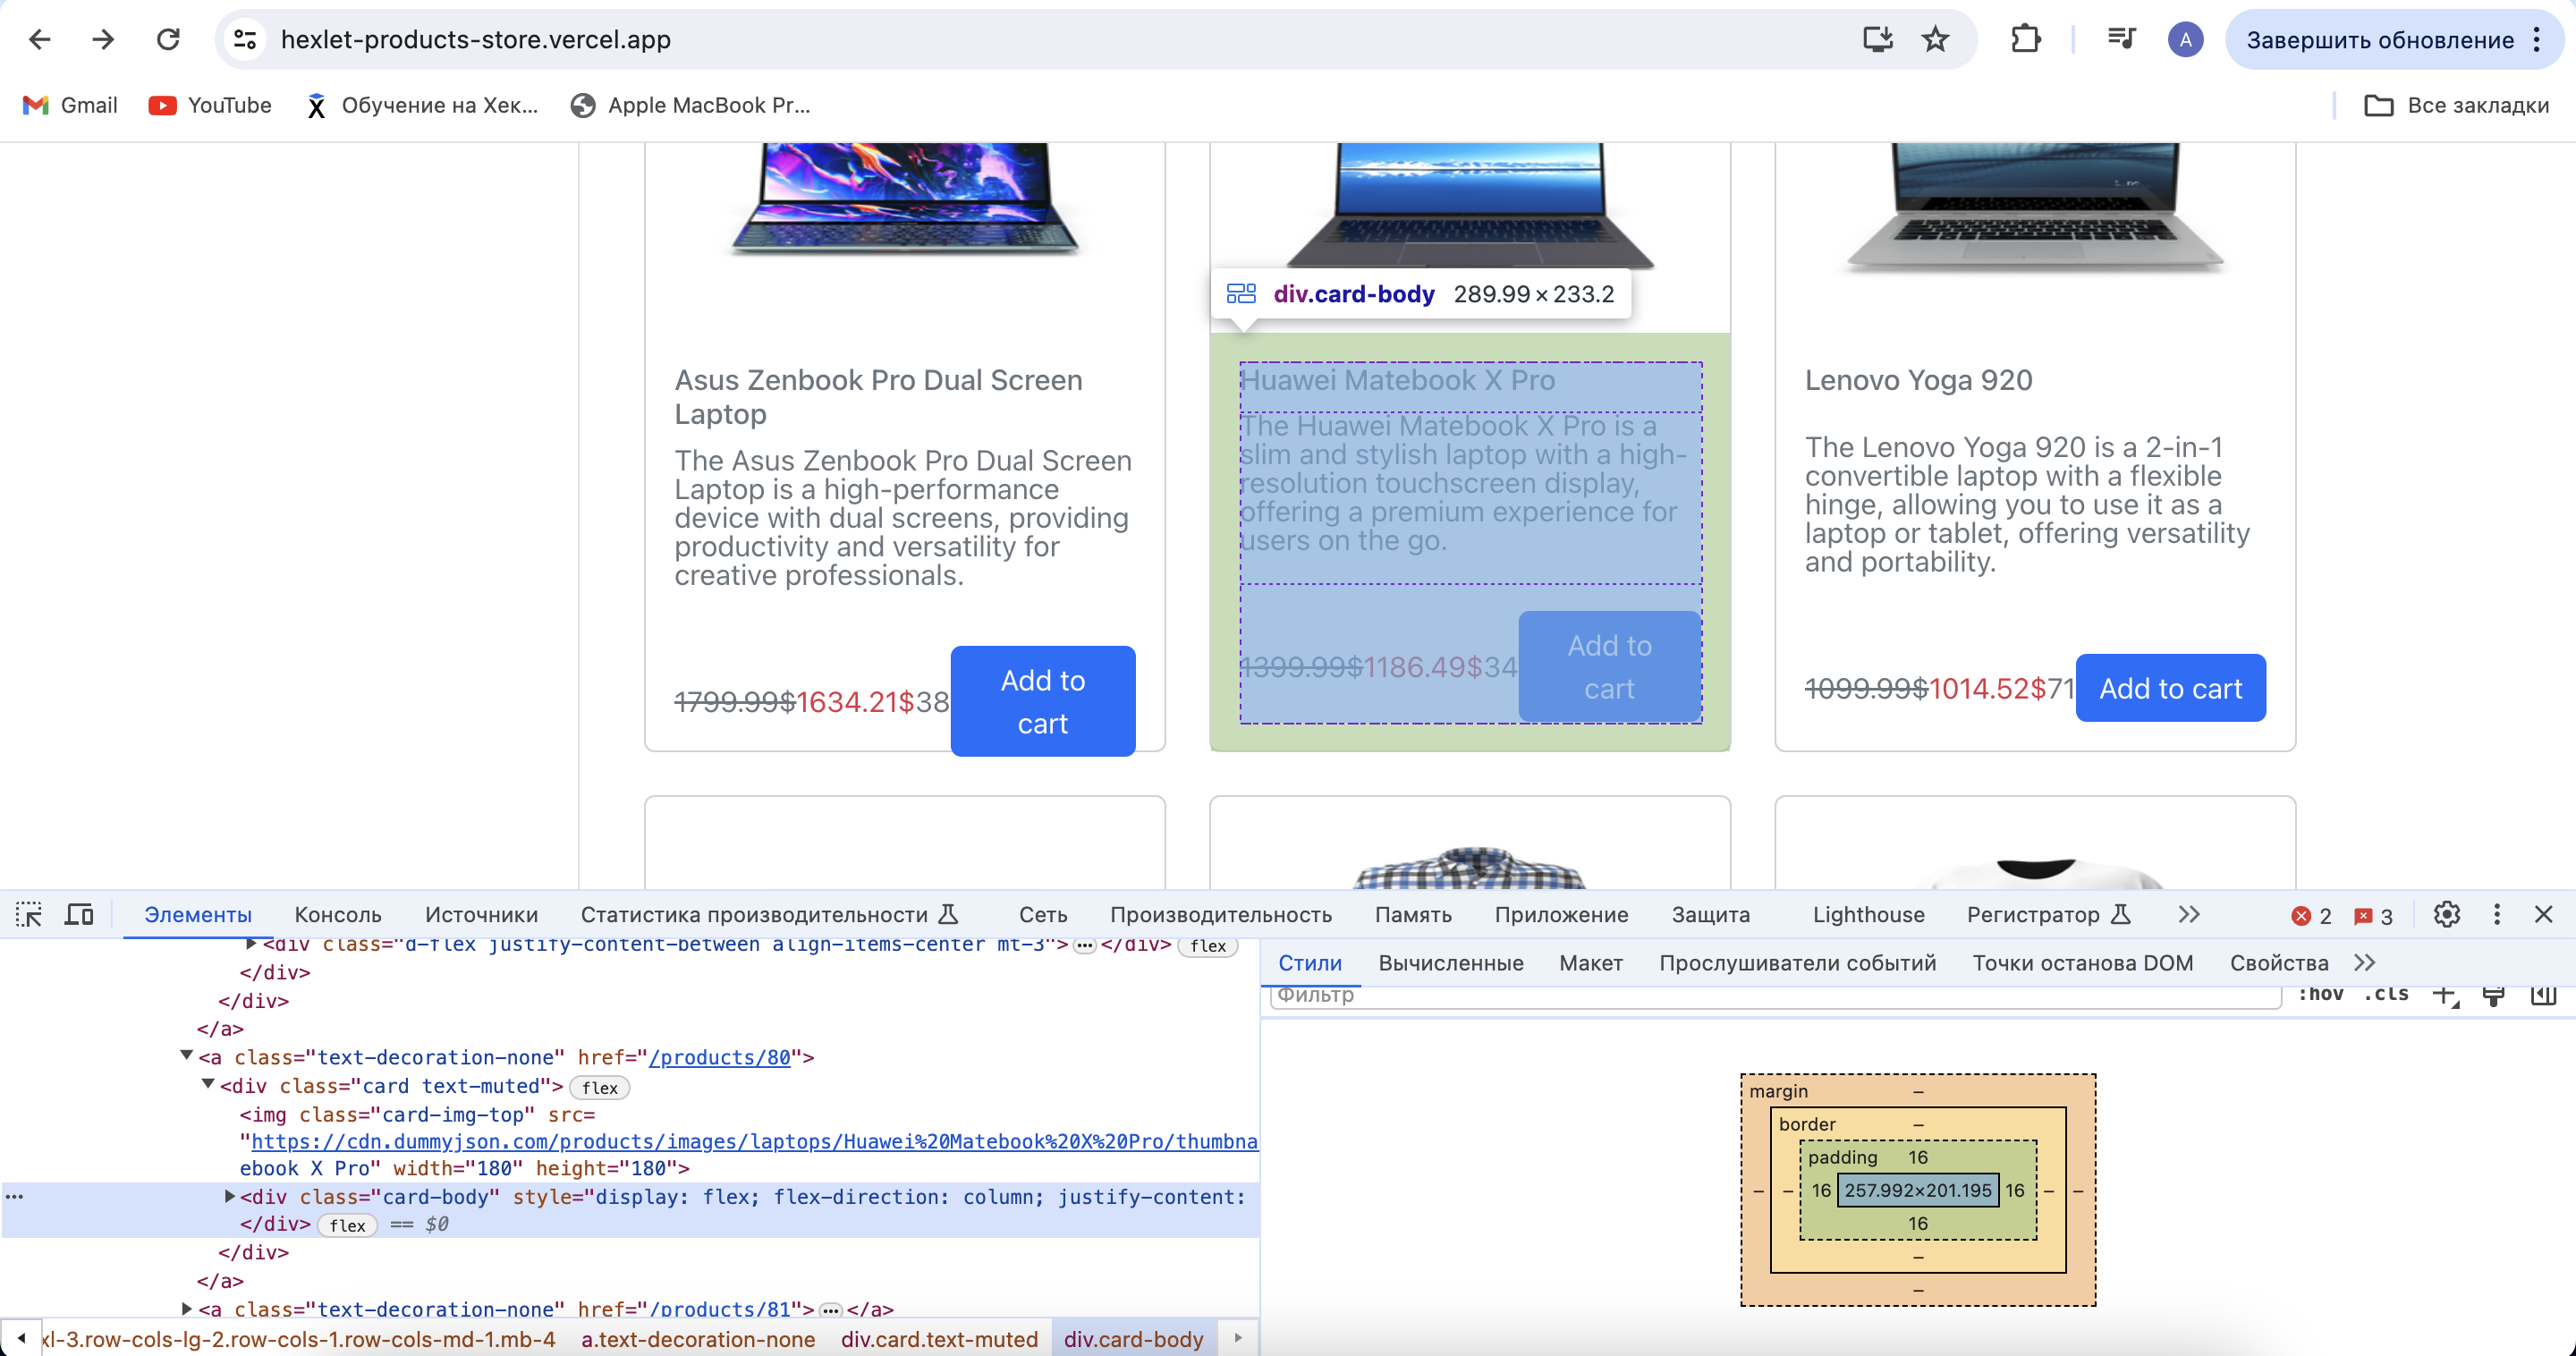 hexlet-products-store.vercel.app
A
Завершить обновление
Gmail
YouTube
Обучение на Хек...
Apple MacBook Pr...
Все закладки
div.card-body 289.99 × 233.2
Asus Zenbook Pro Dual Screen
Laptop
The Asus Zenbook Pro Dual Screen
Laptop is a high-performance
device with dual screens, providing
productivity and versatility for
creative professionals.
1799.99$1634.21$38
Add to
cart
Huawei Matebook X Pro
The Huawei Matebook X Pro is a
slim and stylish laptop with a high-
resolution touchscreen display,
offering a premium experience for
users on the go.
1399.99$1186.49$34
Add to
cart
Lenovo Yoga 920
The Lenovo Yoga 920 is a 2-in-1
convertible laptop with a flexible
hinge, allowing you to use it as a
laptop or tablet, offering versatility
and portability.
1099.99$1014.52$71
Add to cart
Элементы Консоль Источники Статистика производительности Сеть Производительность Память Приложение Защита Lighthouse Регистратор 2 3
<div class="d-flex justify-content-between align-items-center mt-3">…</div> flex
</div>
</div>
</a>
<a class="text-decoration-none" href="/products/80">
<div class="card text-muted"> flex
<img class="card-img-top" src=
"https://cdn.dummyjson.com/products/images/laptops/Huawei%20Matebook%20X%20Pro/thumbna
ebook X Pro" width="180" height="180">
<div class="card-body" style="display: flex; flex-direction: column; justify-content:
</div> flex == $0
</div>
</a>
<a class="text-decoration-none" href="/products/81">…</a>
xl-3.row-cols-lg-2.row-cols-1.row-cols-md-1.mb-4 a.text-decoration-none div.card.text-muted div.card-body
Стили Вычисленные Макет Прослушиватели событий Точки останова DOM Свойства
Фильтр
:hov .cls
margin –
border –
padding 16
– – 16 257.992×201.195 16 – –
16
–
–